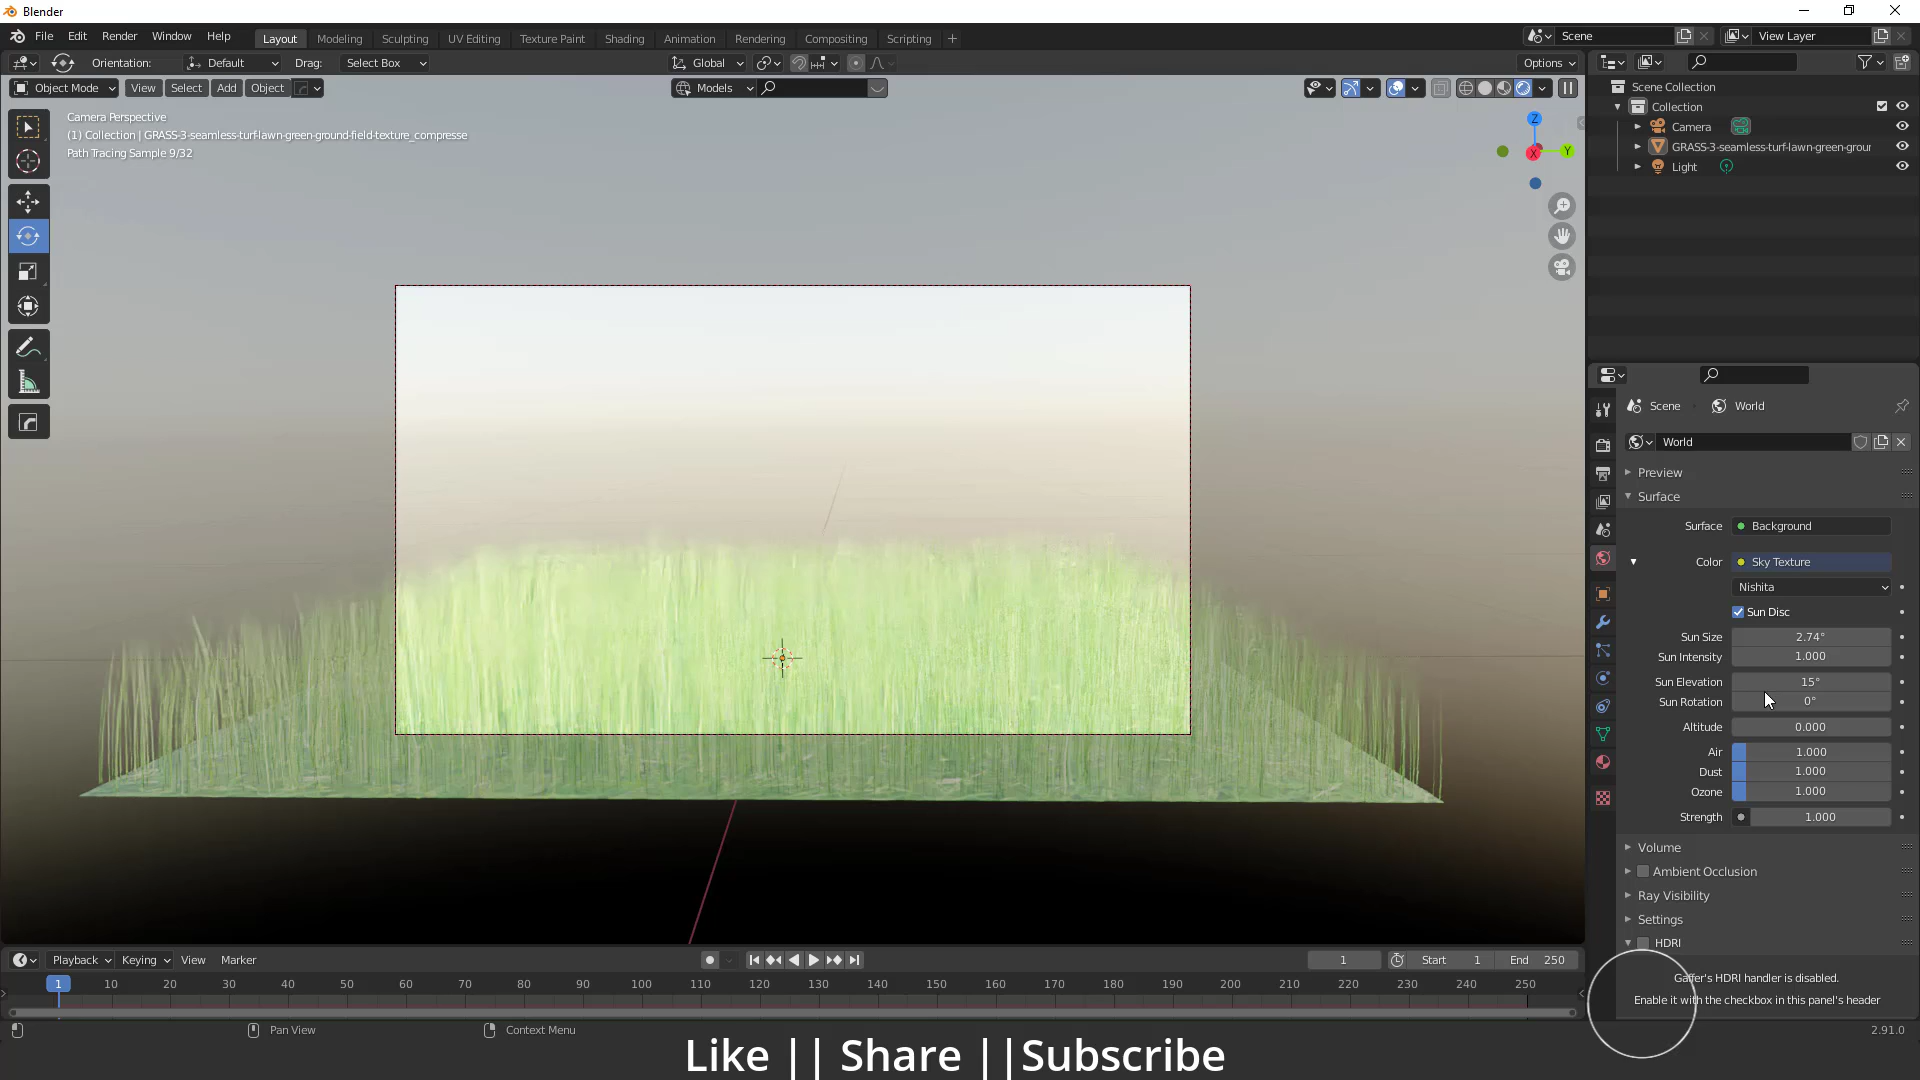 Blender
File Edit Render Window Help
Layout Modeling Sculpting UV Editing Texture Paint Shading Animation Rendering Compositing Scripting
Scene
View Layer
Orientation: Default Drag: Select Box
Global
Options
Object Mode View Select Add Object
Models
Camera Perspective
(1) Collection | GRASS-3-seamless-turf-lawn-green-ground-field-texture_compresse
Path Tracing Sample 9/32
Z
X
Y
Scene Collection
Collection
Camera
GRASS-3-seamless-turf-lawn-green-grour
Light
Scene World
World
Preview
Surface
Surface Background
Color Sky Texture
Nishita
Sun Disc
Sun Size 2.74°
Sun Intensity 1.000
Sun Elevation 15°
Sun Rotation 0°
Altitude 0.000
Air 1.000
Dust 1.000
Ozone 1.000
Strength 1.000
Volume
Ambient Occlusion
Ray Visibility
Settings
HDRI
Gaffer's HDRI handler is disabled.
Enable it with the checkbox in this panel's header
Playback Keying View Marker
1
Start 1
End 250
1 10 20 30 40 50 60 70 80 90 100 110 120 130 140 150 160 170 180 190 200 210 220 230 240 250
Pan View
Context Menu
2.91.0
Like || Share ||Subscribe